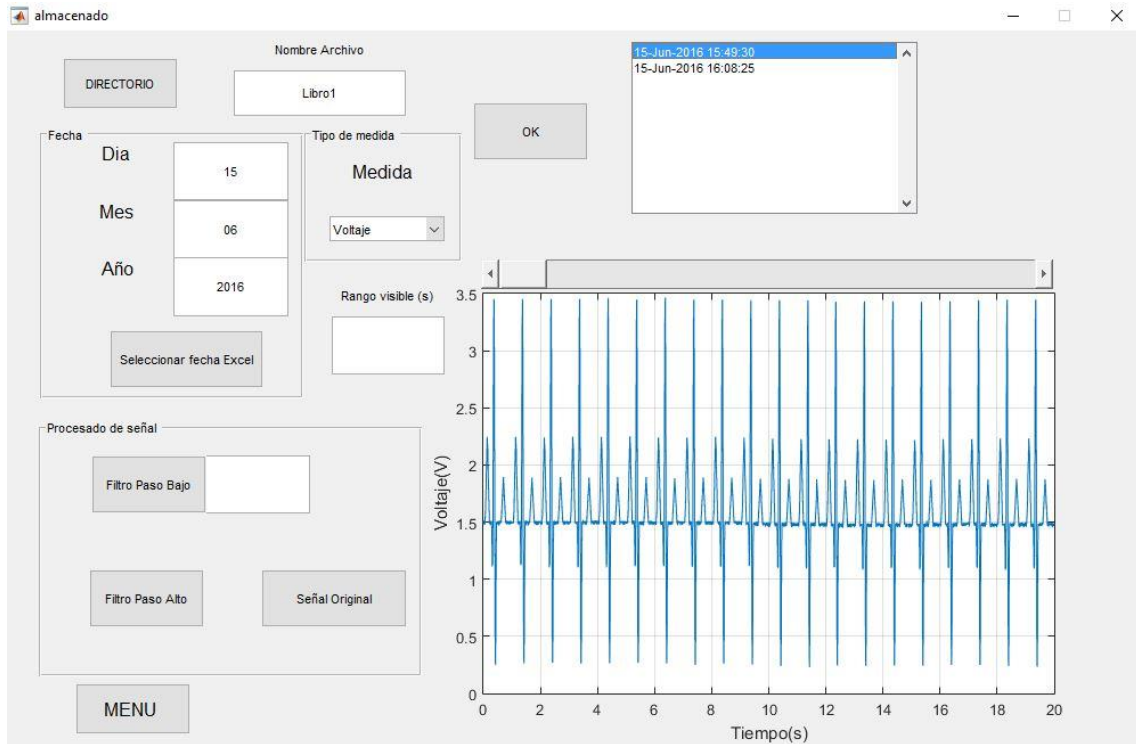 almacenado
DIRECTORIO
Nombre Archivo
Libro1
15-Jun-2016 15:49:30
15-Jun-2016 16:08:25
OK
Fecha
Dia
15
Mes
06
Año
2016
Seleccionar fecha Excel
Tipo de medida
Medida
Voltaje
Rango visible (s)
Procesado de señal
Filtro Paso Bajo
Filtro Paso Alto
Señal Original
MENU
Voltaje(V)
3.5
3
2.5
2
1.5
1
0.5
0
0 2 4 6 8 10 12 14 16 18 20
Tiempo(s)